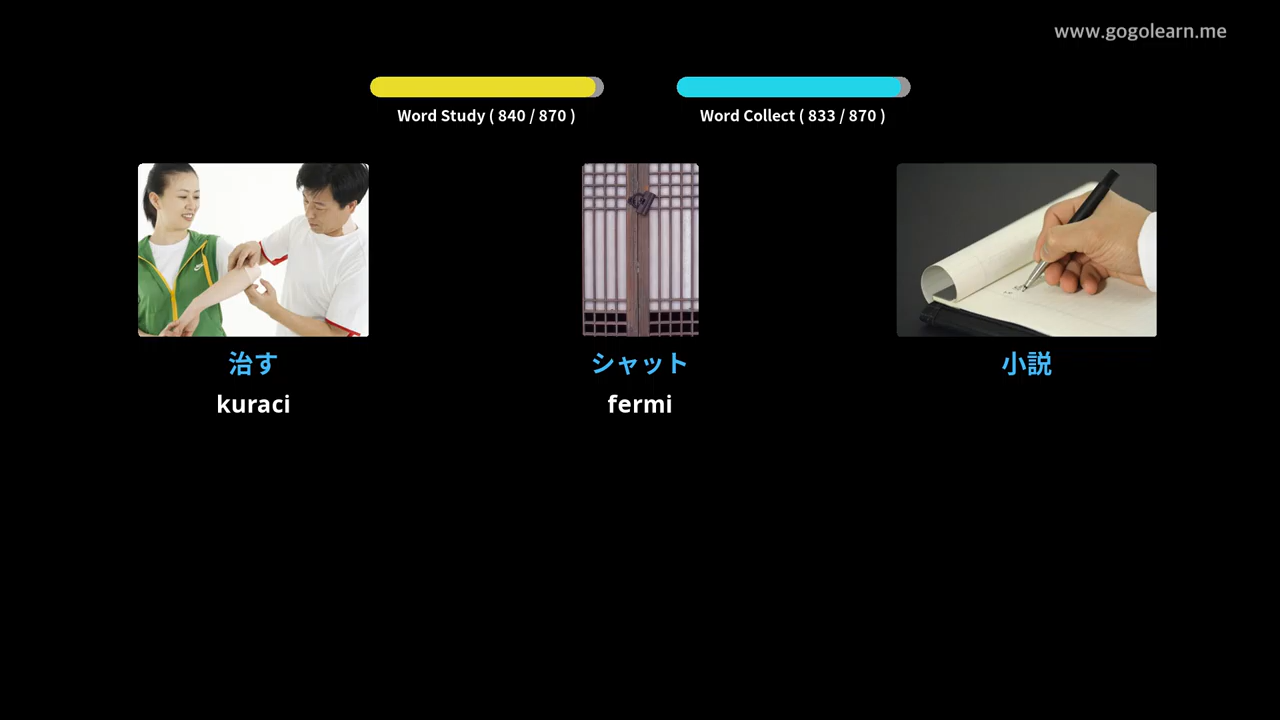 www.gogolearn.me
Word Study ( 840 / 870 )
Word Collect ( 833 / 870 )
治す
シャット
小説
kuraci
fermi